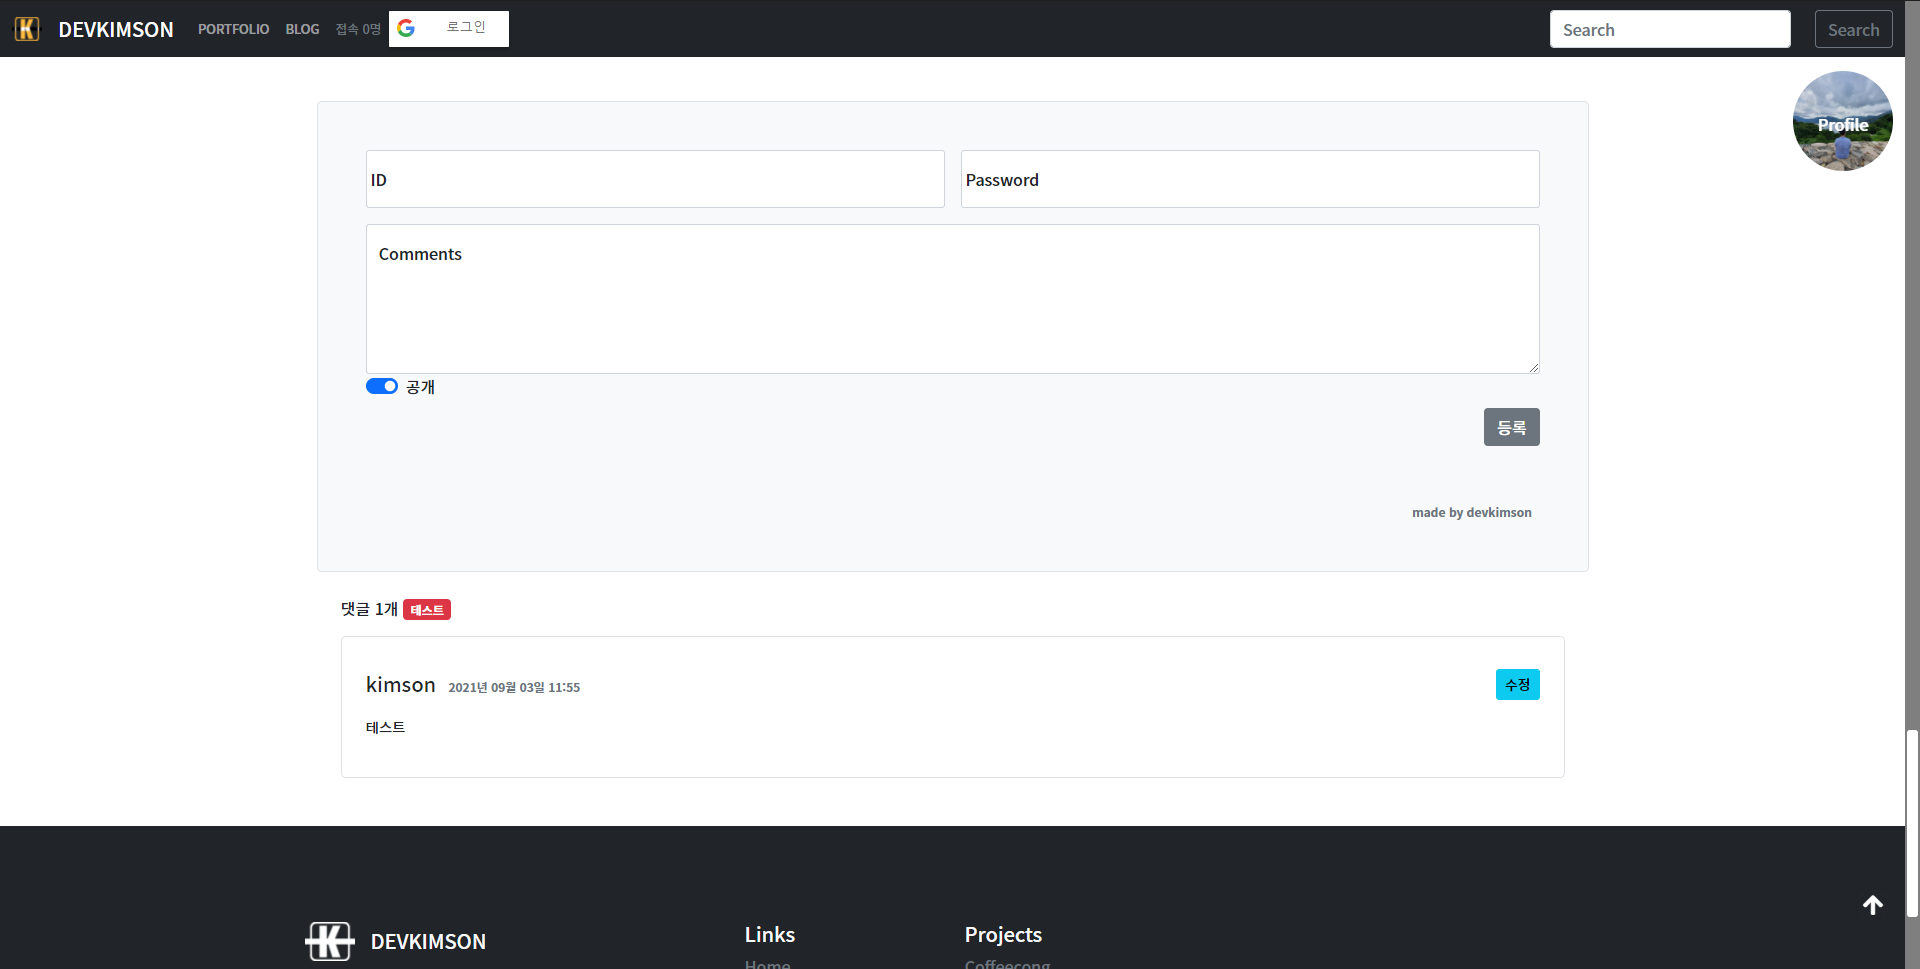 K DEVKIMSON PORTFOLIO BLOG 접속 0명 로그인 Search Search
Profile
ID Password
Comments
공개
등록
made by devkimson
댓글 1개 테스트
kimson 2021년 09월 03일 11:55 수정
테스트
K DEVKIMSON Links Projects
Home Coffeecong